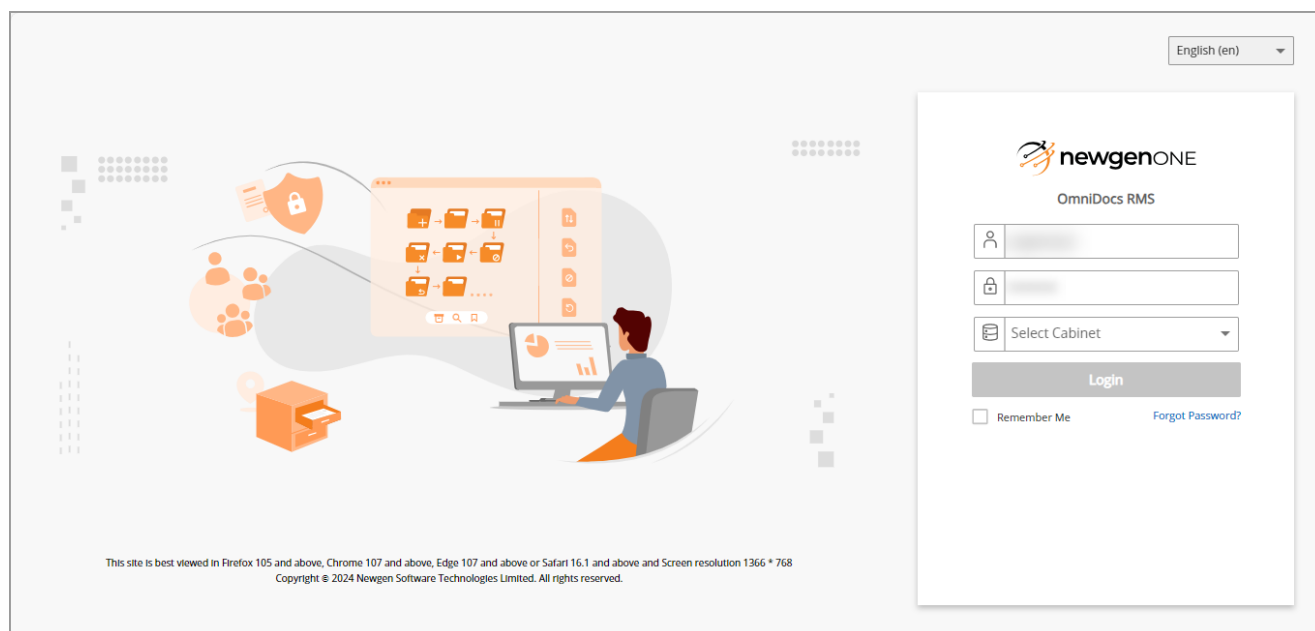 English (en)
newgenONE
OmniDocs RMS
Select Cabinet
Login
Remember Me
Forgot Password?
This site is best viewed in Firefox 105 and above, Chrome 107 and above, Edge 107 and above or Safari 16.1 and above and Screen resolution 1366 * 768
Copyright © 2024 Newgen Software Technologies Limited. All rights reserved.